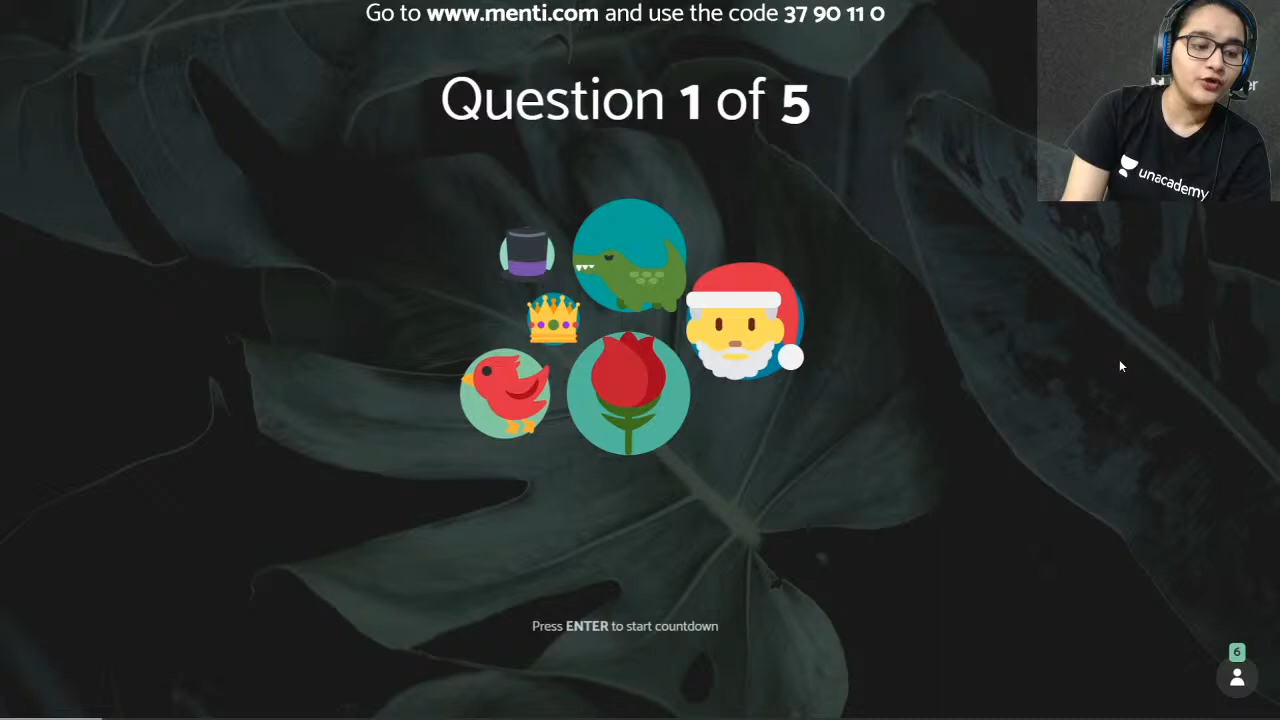 Go to www.menti.com and use the code 37 90 11 0
Question 1 of 5
unacademy
Press ENTER to start countdown
6